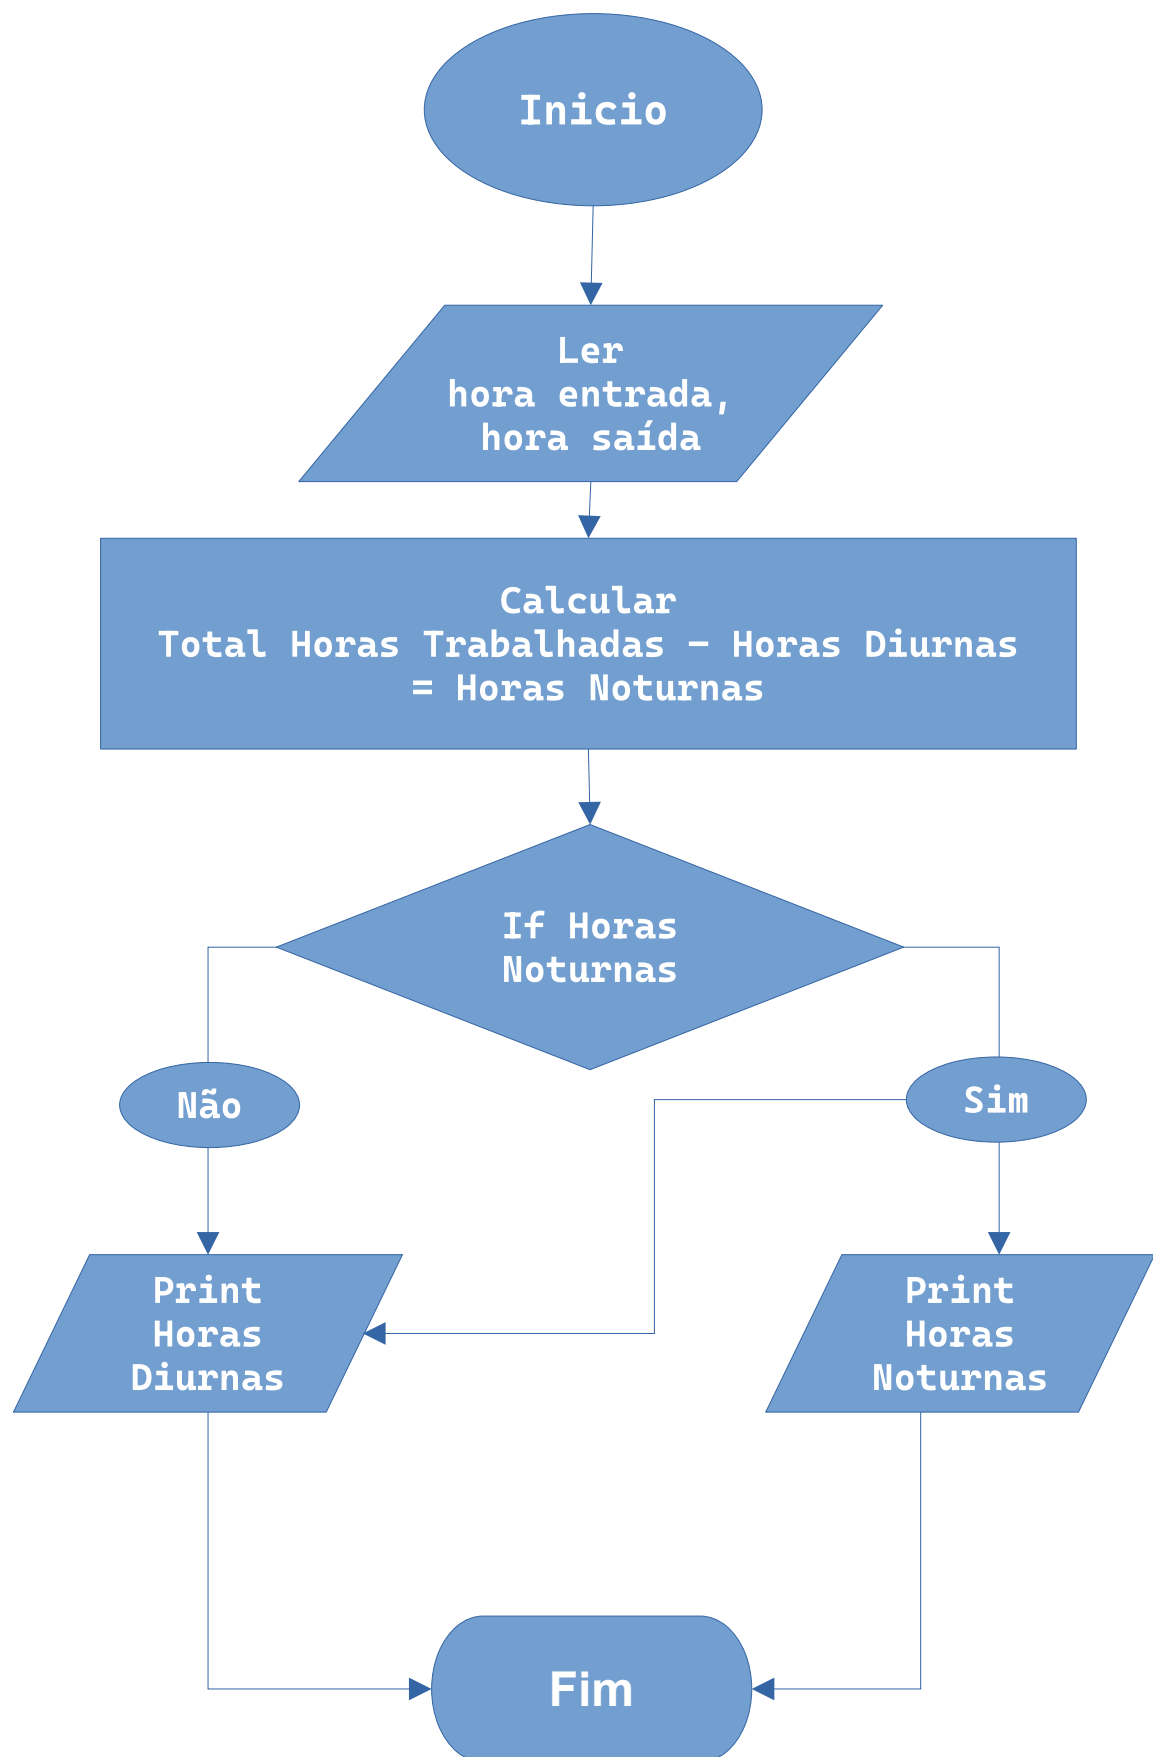 Inicio
Ler
hora entrada,
hora saída
Calcular
Total Horas Trabalhadas – Horas Diurnas
= Horas Noturnas
If Horas
Noturnas
Não
Sim
Print
Horas
Diurnas
Print
Horas
Noturnas
Fim